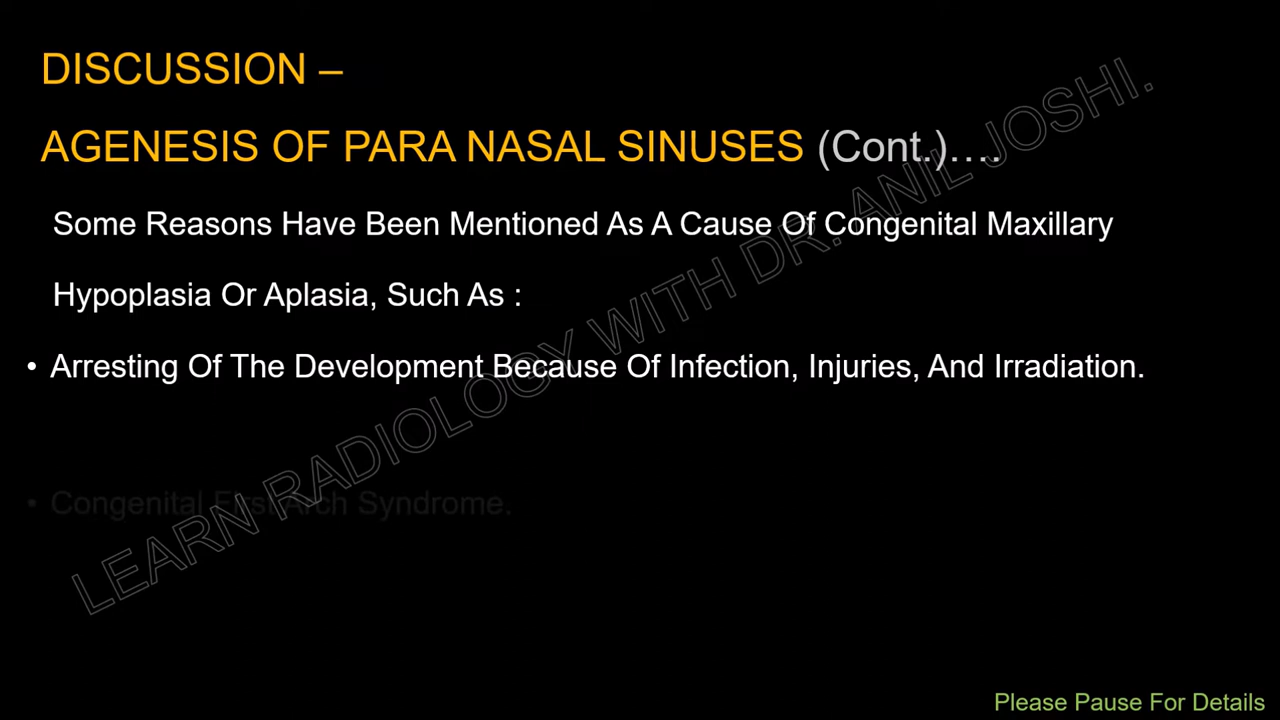 DISCUSSION –
AGENESIS OF PARA NASAL SINUSES (Cont.)….
Some Reasons Have Been Mentioned As A Cause Of Congenital Maxillary
Hypoplasia Or Aplasia, Such As :
• Arresting Of The Development Because Of Infection, Injuries, And Irradiation.
• Congenital First Arch Syndrome.
LEARN RADIOLOGY WITH DR. ANIL JOSHI.
Please Pause For Details